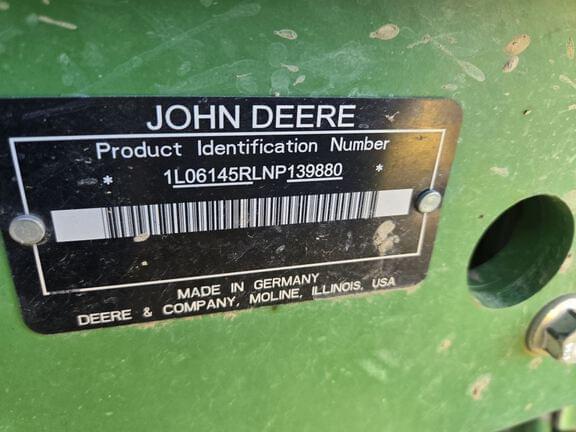 JOHN DEERE
Product Identification Number
* 1L06145RLNP139880 *
MADE IN GERMANY
DEERE & COMPANY, MOLINE, ILLINOIS, USA